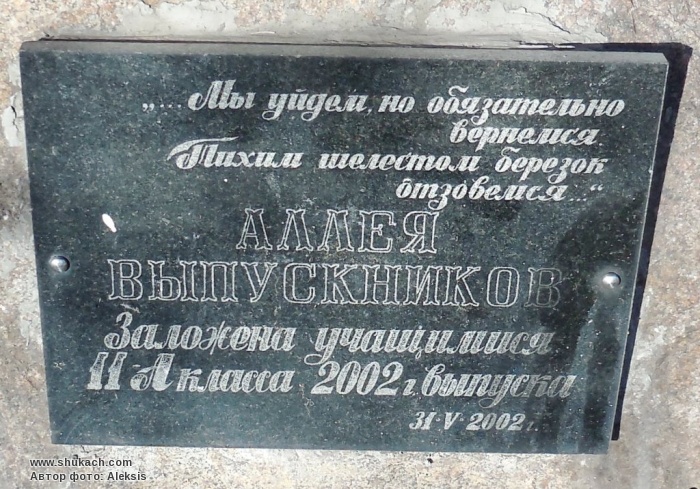 „... Мы уйдем, но обязательно
вернемся.
Тихим шелестом березок
отзовемся..."
АЛЛЕЯ
ВЫПУСКНИКОВ
Заложена учащимися
11 А класса 2002 г. выпуска
31·V·2002 г.
www.shukach.com
Автор фото: Aleksis